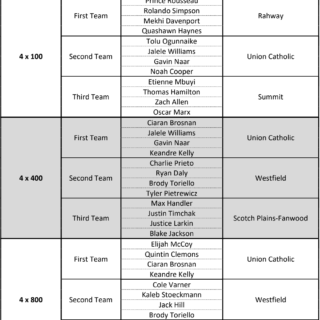 Prince Rousseau
First Team Rolando Simpson Rahway
Mekhi Davenport
Quashawn Haynes
4 x 100
Tolu Ogunnaike
Second Team Jalele Williams Union Catholic
Gavin Naar
Noah Cooper
Etienne Mbuyi
Third Team Thomas Hamilton Summit
Zach Allen
Oscar Marx
Ciaran Brosnan
First Team Jalele Williams Union Catholic
Gavin Naar
Keandre Kelly
4 x 400
Charlie Prieto
Second Team Ryan Daly Westfield
Brody Toriello
Tyler Pietrewicz
Max Handler
Third Team Justin Timchak Scotch Plains-Fanwood
Justice Larkin
Blake Jackson
Elijah McCoy
First Team Quintin Clemons Union Catholic
Ciaran Brosnan
Keandre Kelly
4 x 800
Cole Varner
Second Team Kaleb Stoeckmann Westfield
Jack Hill
Brody Toriello